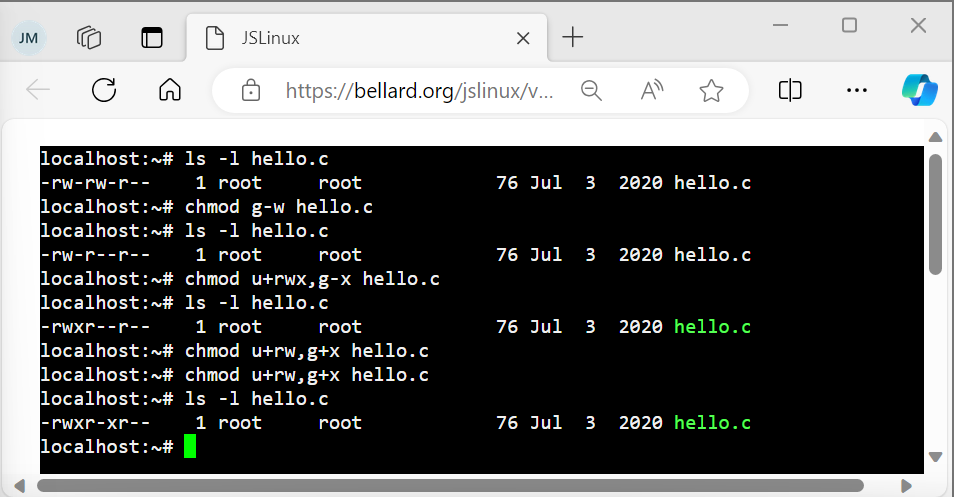 JM
JSLinux
https://bellard.org/jslinux/v...
localhost:~# ls -l hello.c
-rw-rw-r--    1 root     root            76 Jul  3  2020 hello.c
localhost:~# chmod g-w hello.c
localhost:~# ls -l hello.c
-rw-r--r--    1 root     root            76 Jul  3  2020 hello.c
localhost:~# chmod u+rwx,g-x hello.c
localhost:~# ls -l hello.c
-rwxr--r--    1 root     root            76 Jul  3  2020 hello.c
localhost:~# chmod u+rw,g+x hello.c
localhost:~# chmod u+rw,g+x hello.c
localhost:~# ls -l hello.c
-rwxr-xr--    1 root     root            76 Jul  3  2020 hello.c
localhost:~#